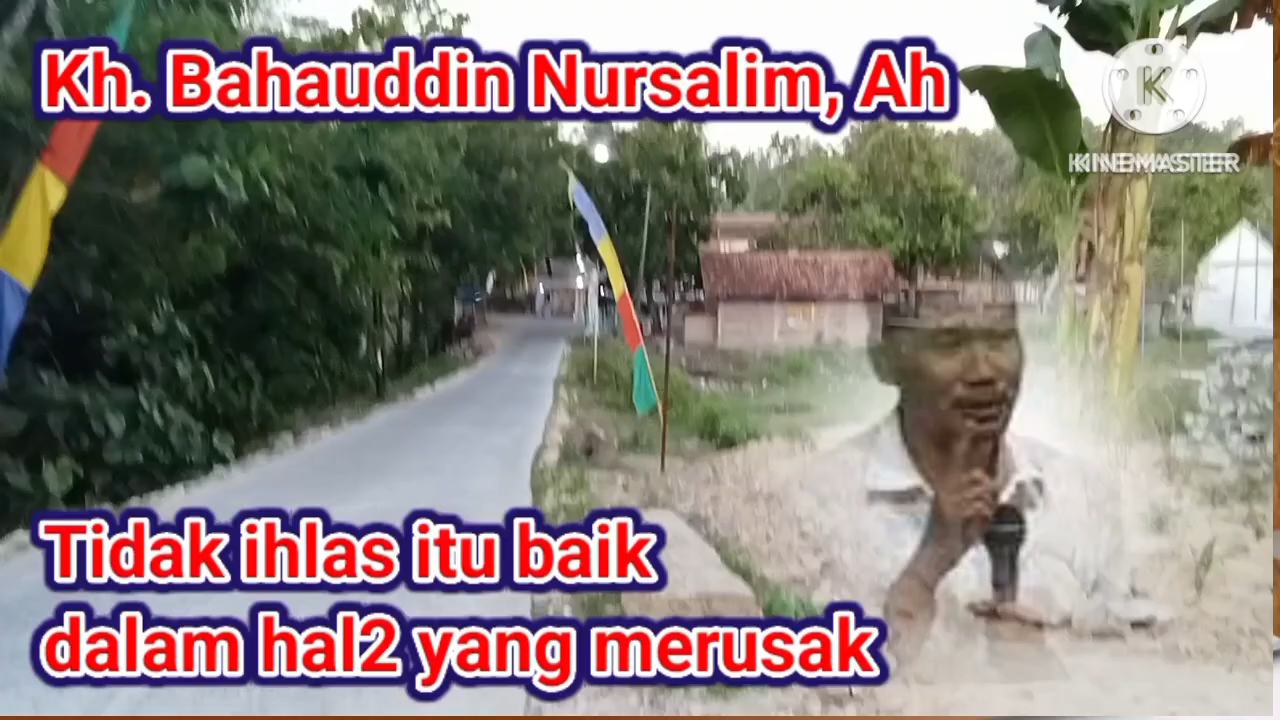 Kh. Bahauddin Nursalim, Ah
K
KINEMASTER
Tidak ihlas itu baik
dalam hal2 yang merusak